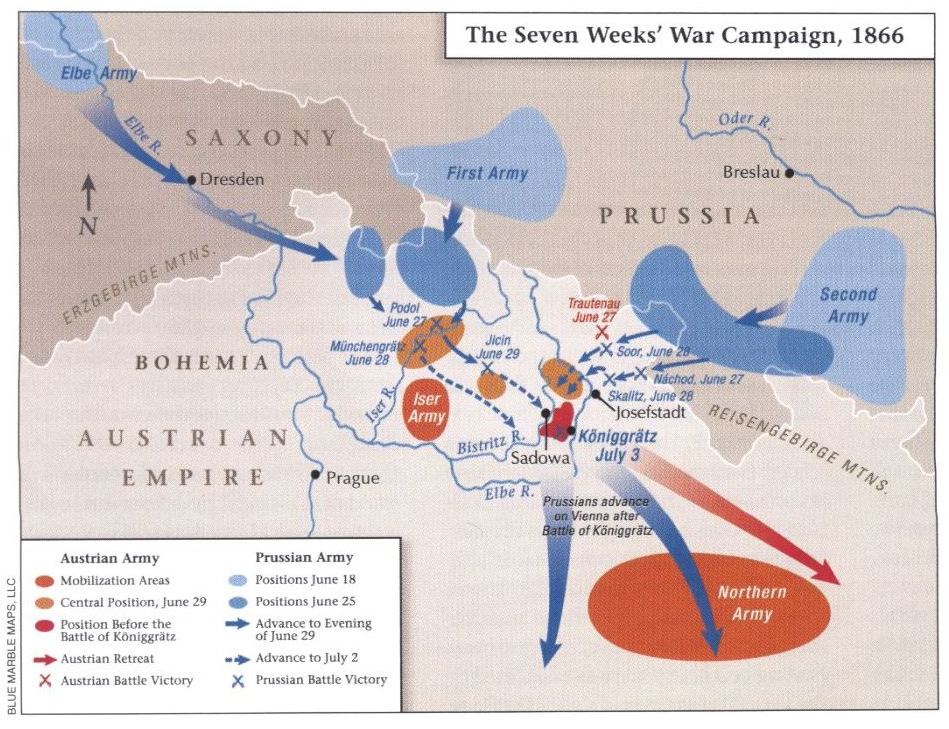 The Seven Weeks' War Campaign, 1866
Elbe Army
Elbe R.
SAXONY
Dresden
N
ERZGEBIRGE MTNS.
First Army
Oder R.
Breslau
PRUSSIA
Second
Army
Trautenau
June 27
Podol
June 27
Münchengrätz
June 28
Jicin
June 29
Soor, June 28
Náchod, June 27
Skalitz, June 28
Josefstadt
REISENGEBIRGE MTNS.
BOHEMIA
Iser R.
Iser
Army
AUSTRIAN
EMPIRE
Bistritz R.
Sadowa
Königgrätz
July 3
Prague
Elbe R.
Prussians advance
on Vienna after
Battle of Königgrätz
Northern
Army
Austrian Army
Mobilization Areas
Central Position, June 29
Position Before the
Battle of Königgrätz
Austrian Retreat
Austrian Battle Victory
Prussian Army
Positions June 18
Positions June 25
Advance to Evening
of June 29
Advance to July 2
Prussian Battle Victory
BLUE MARBLE MAPS, LLC